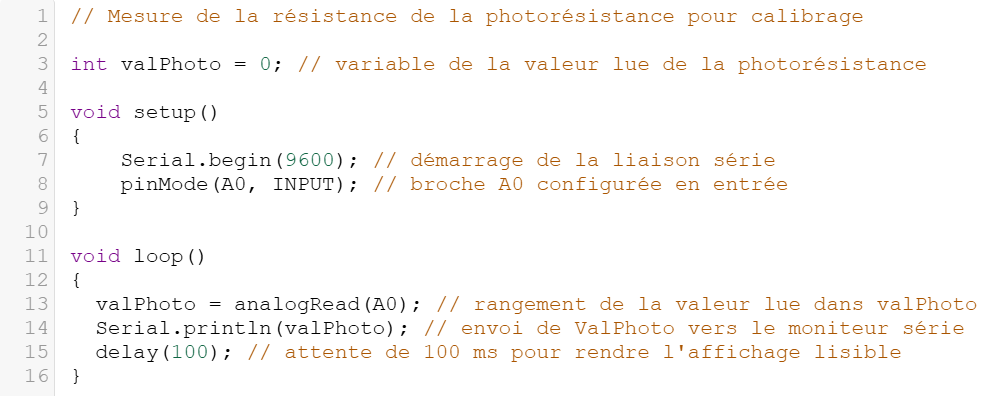 1 // Mesure de la résistance de la photorésistance pour calibrage
2
3 int valPhoto = 0; // variable de la valeur lue de la photorésistance
4
5 void setup()
6 {
7     Serial.begin(9600); // démarrage de la liaison série
8     pinMode(A0, INPUT); // broche A0 configurée en entrée
9 }
10
11 void loop()
12 {
13   valPhoto = analogRead(A0); // rangement de la valeur lue dans valPhoto
14   Serial.println(valPhoto); // envoi de ValPhoto vers le moniteur série
15   delay(100); // attente de 100 ms pour rendre l'affichage lisible
16 }